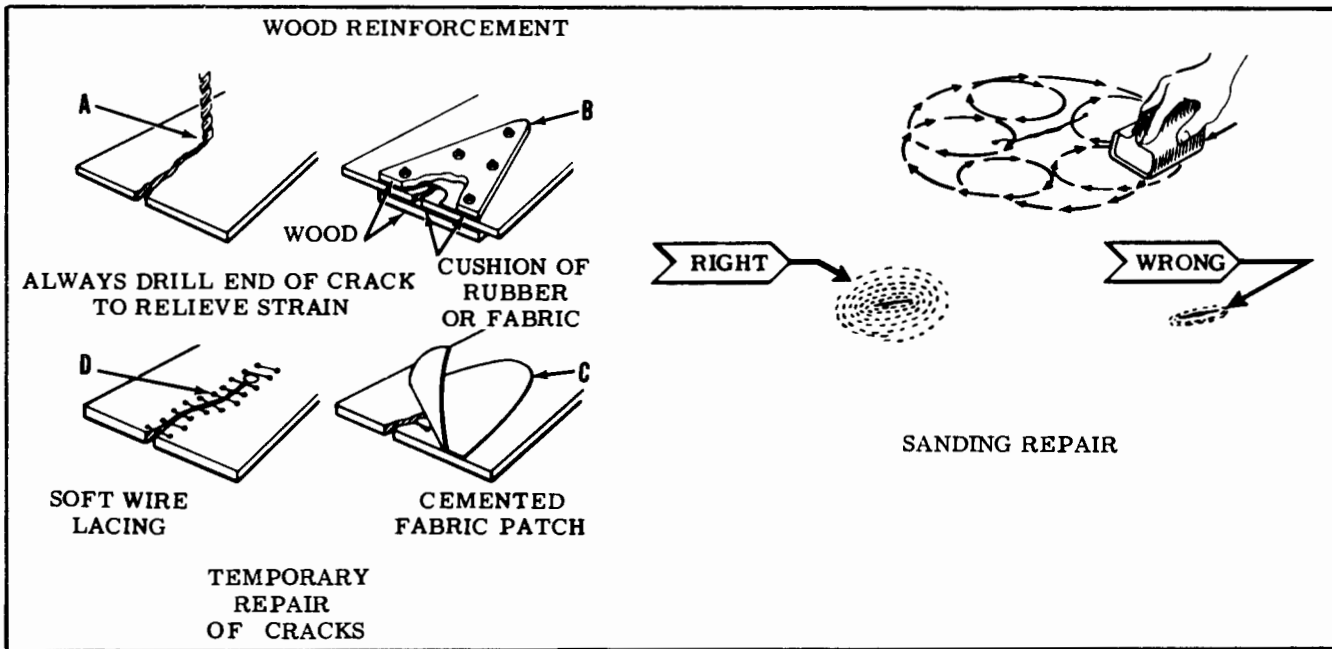 WOOD REINFORCEMENT
A
B
WOOD
ALWAYS DRILL END OF CRACK
TO RELIEVE STRAIN
CUSHION OF
RUBBER
OR FABRIC
D
C
SOFT WIRE
LACING
CEMENTED
FABRIC PATCH
TEMPORARY
REPAIR
OF CRACKS
RIGHT
WRONG
SANDING REPAIR